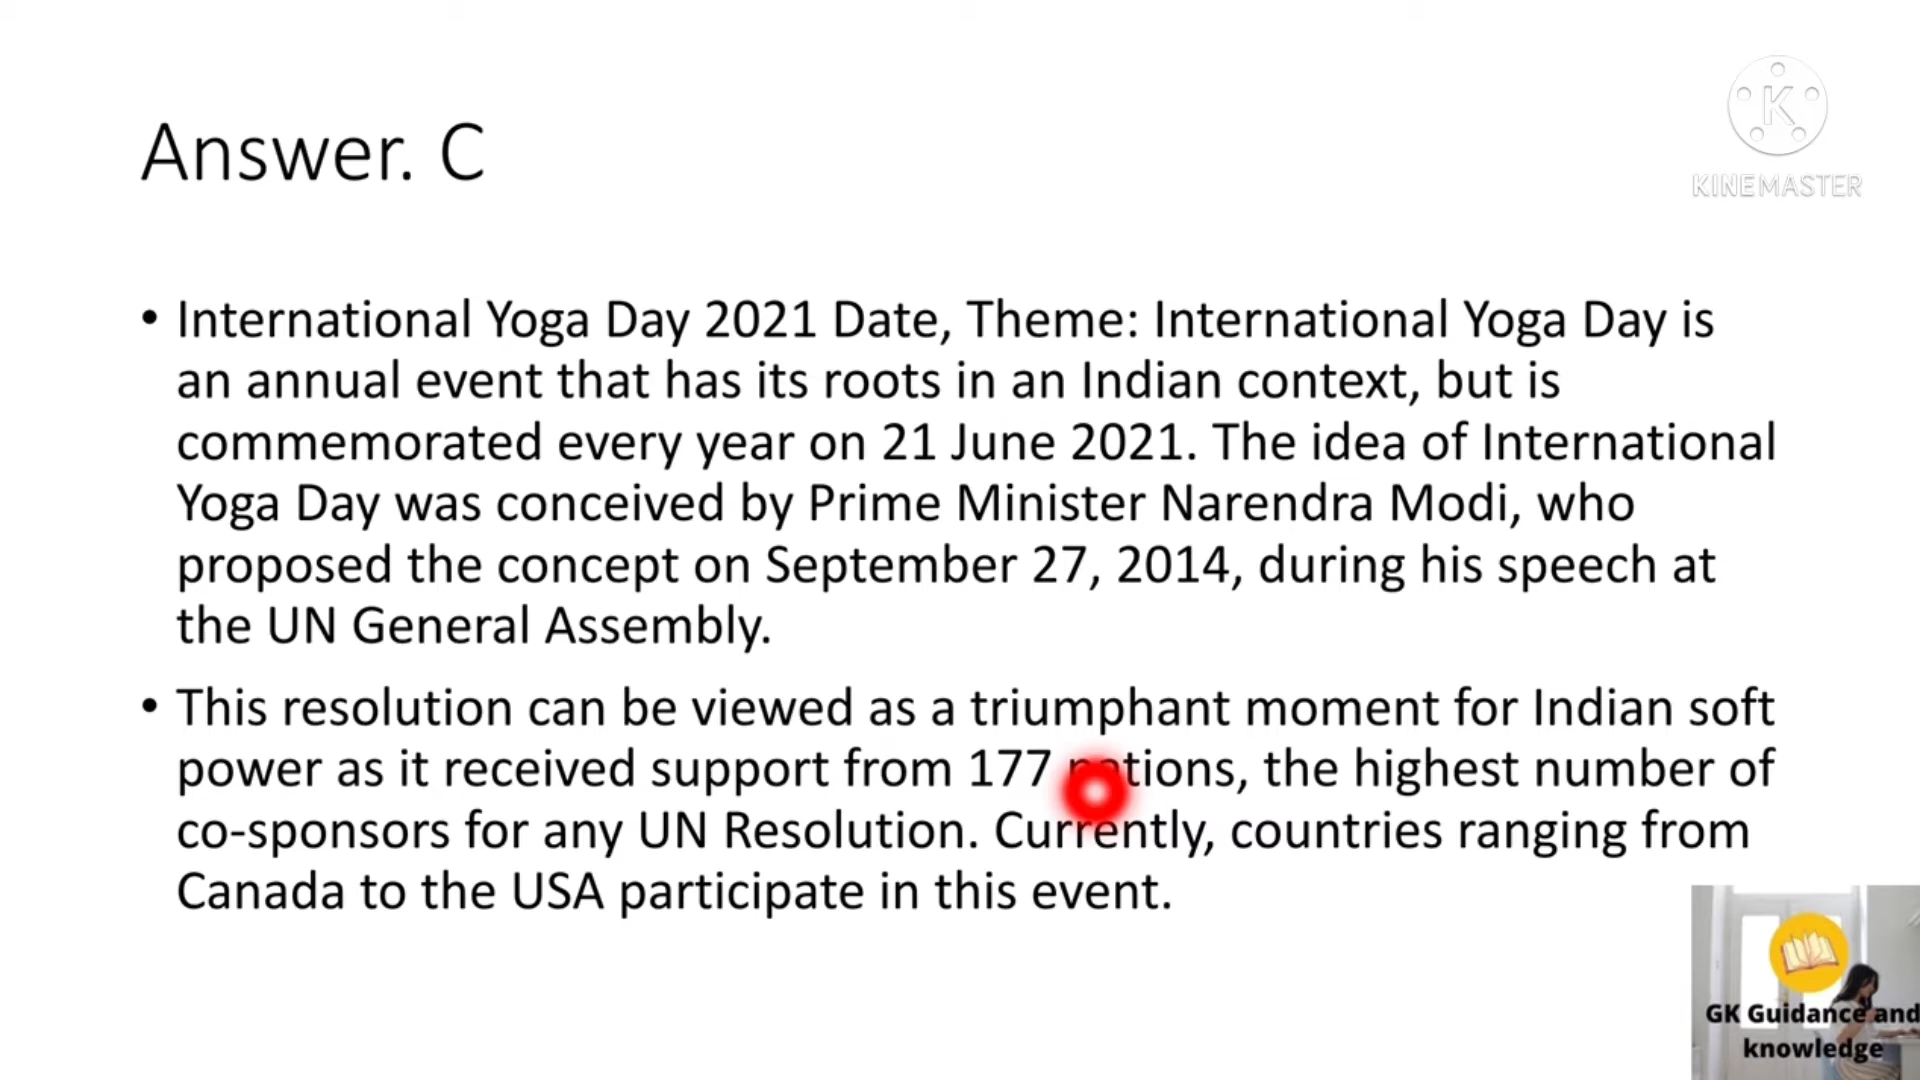 Answer. C
K
KINEMASTER
• International Yoga Day 2021 Date, Theme: International Yoga Day is
an annual event that has its roots in an Indian context, but is
commemorated every year on 21 June 2021. The idea of International
Yoga Day was conceived by Prime Minister Narendra Modi, who
proposed the concept on September 27, 2014, during his speech at
the UN General Assembly.
• This resolution can be viewed as a triumphant moment for Indian soft
power as it received support from 177 nations, the highest number of
co-sponsors for any UN Resolution. Currently, countries ranging from
Canada to the USA participate in this event.
GK Guidance and
knowledge